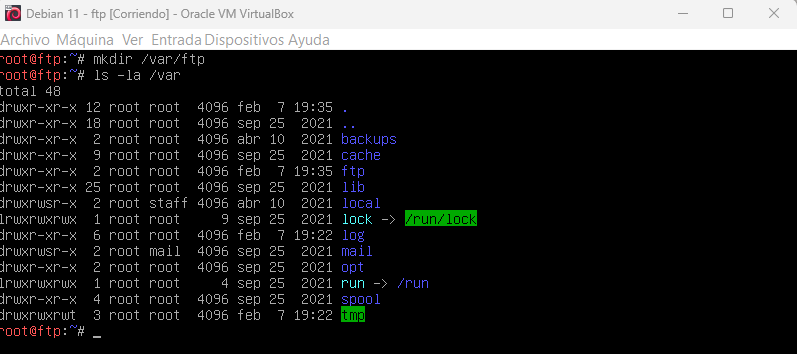 Debian 11 - ftp [Corriendo] - Oracle VM VirtualBox
Archivo Máquina Ver Entrada Dispositivos Ayuda
root@ftp:~# mkdir /var/ftp
root@ftp:~# ls -la /var
total 48
drwxr-xr-x 12 root root  4096 feb  7 19:35 .
drwxr-xr-x 18 root root  4096 sep 25  2021 ..
drwxr-xr-x  2 root root  4096 abr 10  2021 backups
drwxr-xr-x  9 root root  4096 sep 25  2021 cache
drwxr-xr-x  2 root root  4096 feb  7 19:35 ftp
drwxr-xr-x 25 root root  4096 sep 25  2021 lib
drwxrwsr-x  2 root staff 4096 abr 10  2021 local
lrwxrwxrwx  1 root root     9 sep 25  2021 lock -> /run/lock
drwxr-xr-x  6 root root  4096 feb  7 19:22 log
drwxrwsr-x  2 root mail  4096 sep 25  2021 mail
drwxr-xr-x  2 root root  4096 sep 25  2021 opt
lrwxrwxrwx  1 root root     4 sep 25  2021 run -> /run
drwxr-xr-x  4 root root  4096 sep 25  2021 spool
drwxrwxrwt  3 root root  4096 feb  7 19:22 tmp
root@ftp:~# _